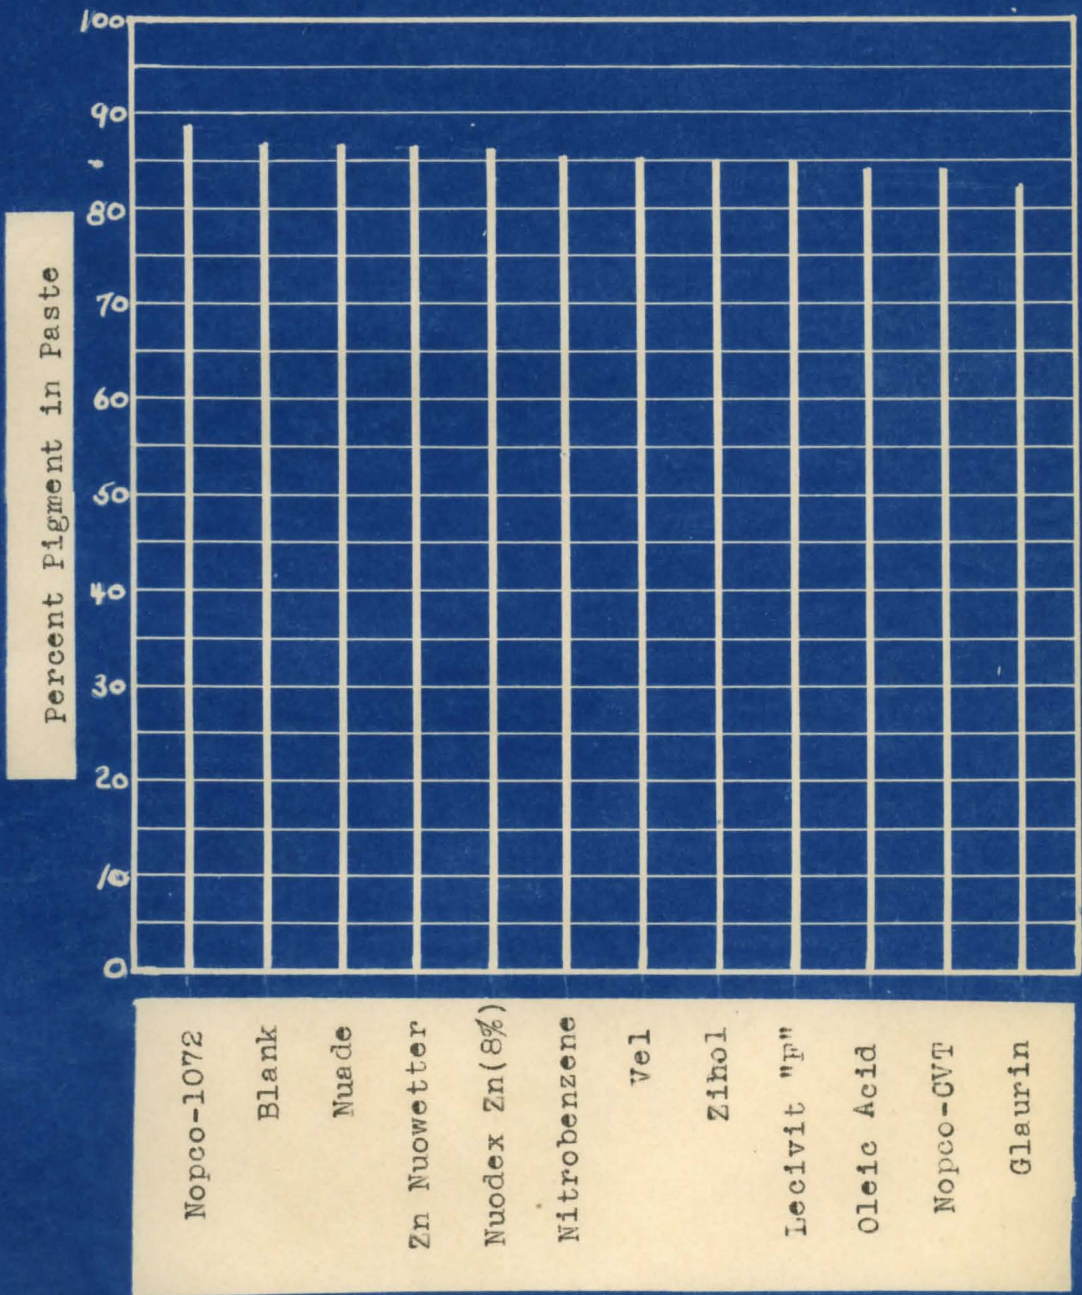 100
90
80
70
60
50
40
30
20
10
0
Percent Pigment in Paste
Nopco-1072
Blank
Nuade
Zn Nuowetter
Nuodex Zn(8%)
Nitrobenzene
Vel
Zihol
Lecivit "F"
Oleic Acid
Nopco-CVT
Glaurin